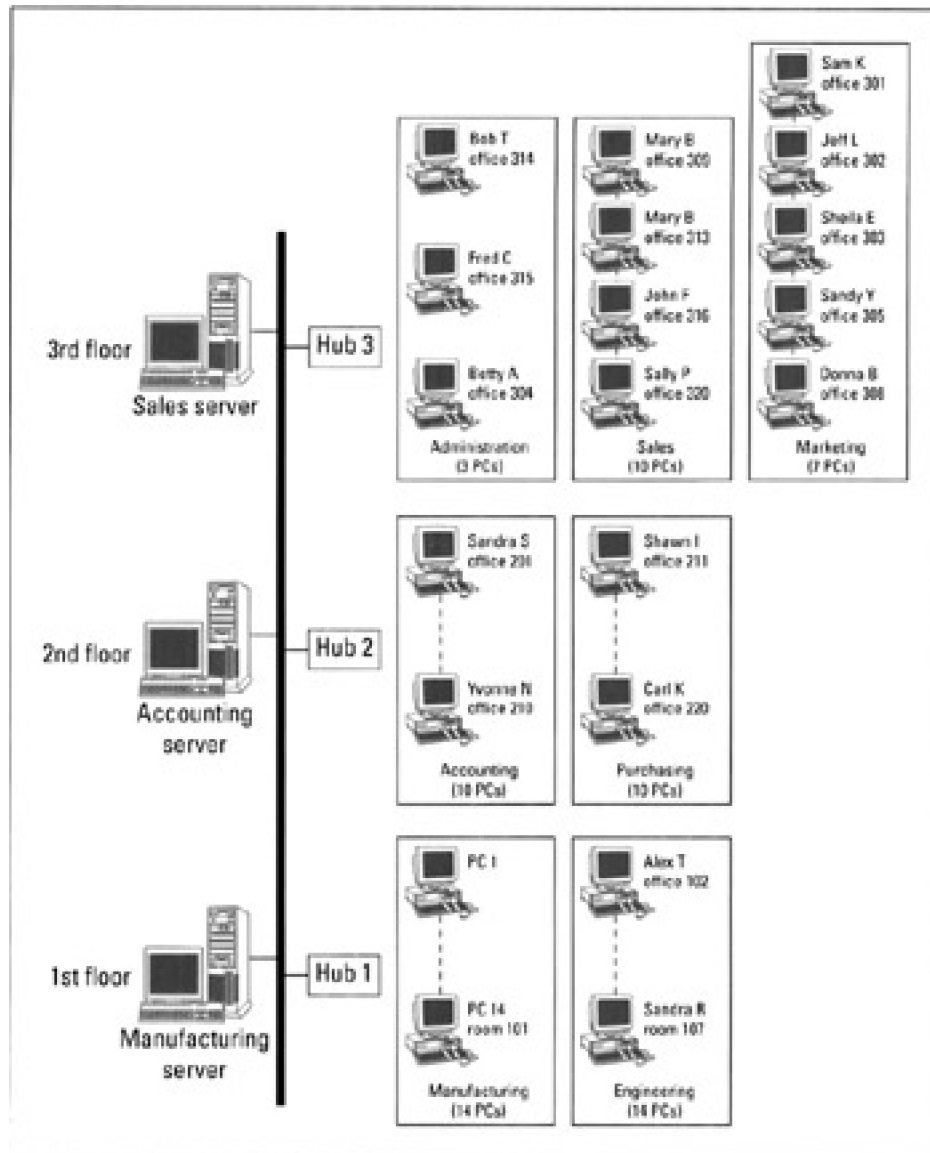 Sam K
office 301
Bob T
office 314
Mary B
office 309
Jeff L
office 302
Fred C
office 315
Mary B
office 313
Sheila E
office 303
John F
office 316
Sandy Y
office 305
3rd floor
Hub 3
Sales server
Betty A
office 304
Sally P
office 320
Donna B
office
Administration
(3 PCs)
Sales
(10 PCs)
Marketing
(7 PCs)
Sandra S
office
Shawn I
office 211
2nd floor
Hub 2
Accounting
server
Yvonne N
office 210
Carl K
office 220
Accounting
(10 PCs)
Purchasing
(10 PCs)
PC 1
Alex T
office 102
1st floor
Hub 1
Manufacturing
server
PC 14
room 101
Sandra R
room 107
Manufacturing
(14 PCs)
Engineering
PCs)